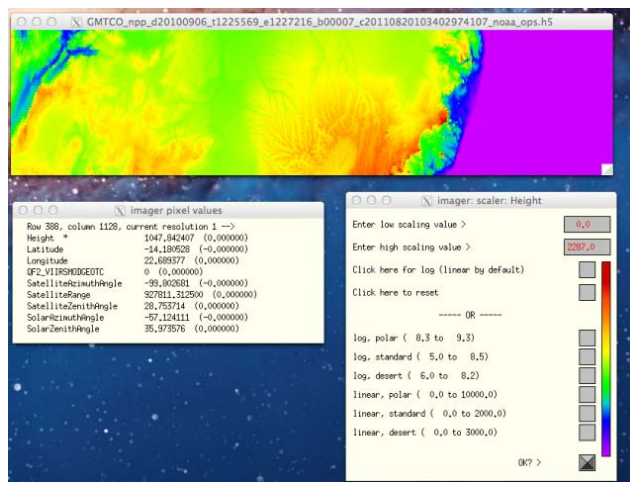 GMTCO_npp_d20100906_t1225569_e1227216_b00007_c20110820103402974107_noaa_ops.h5
imager pixel values
Row 388, column 1128, current resolution 1 -->
Height * 1047.842407 (0.000000)
Latitude -14.180528 (-0.000000)
Longitude 22.689377 (0.000000)
QF2_VIIRSMODGEOTC 0 (0.000000)
SatelliteAzimuthAngle -99.802681 (-0.000000)
SatelliteRange 927811.312500 (0.000000)
SatelliteZenithAngle 28.753714 (0.000000)
SolarAzimuthAngle -57.124111 (-0.000000)
SolarZenithAngle 35.973576 (0.000000)
imager: scaler: Height
Enter low scaling value > 0.0
Enter high scaling value > 2287.0
Click here for log (linear by default)
Click here to reset
----- OR -----
log, polar ( 8.3 to 9.3)
log, standard ( 5.0 to 8.5)
log, desert ( 6.0 to 8.2)
linear, polar ( 0.0 to 10000.0)
linear, standard ( 0.0 to 2000.0)
linear, desert ( 0.0 to 3000.0)
OK? >